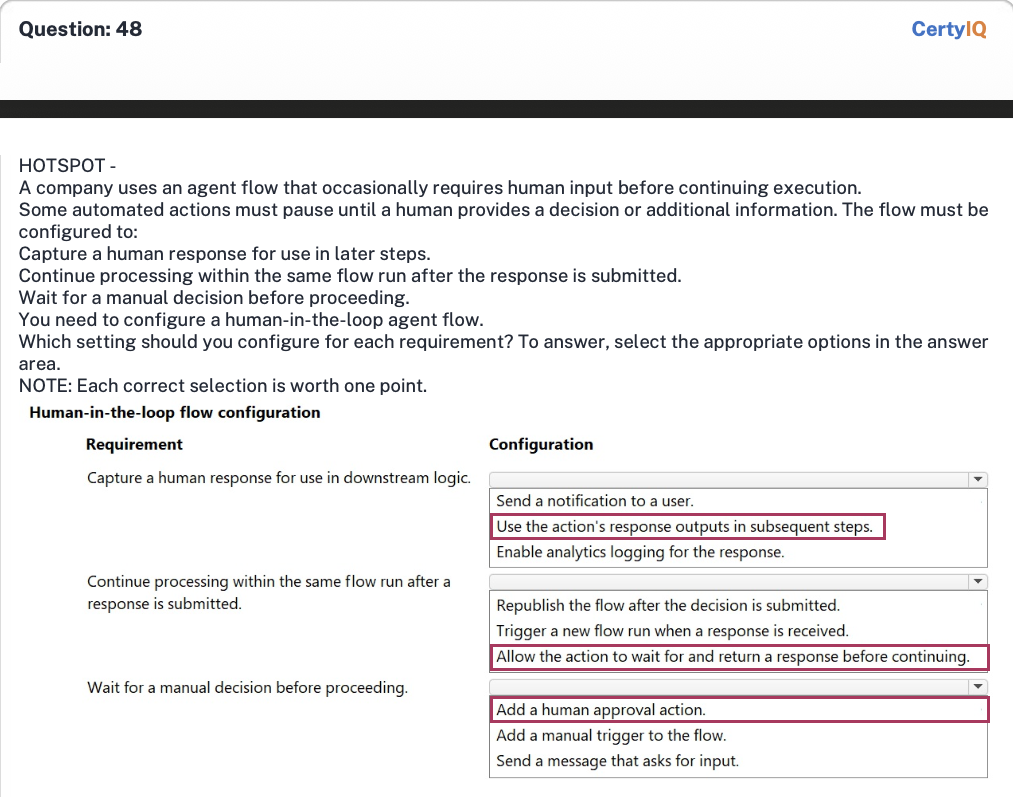 Question: 48
CertyIQ
HOTSPOT -
A company uses an agent flow that occasionally requires human input before continuing execution.
Some automated actions must pause until a human provides a decision or additional information. The flow must be
configured to:
Capture a human response for use in later steps.
Continue processing within the same flow run after the response is submitted.
Wait for a manual decision before proceeding.
You need to configure a human-in-the-loop agent flow.
Which setting should you configure for each requirement? To answer, select the appropriate options in the answer
area.
NOTE: Each correct selection is worth one point.
Human-in-the-loop flow configuration
Requirement
Configuration
Capture a human response for use in downstream logic.
Send a notification to a user.
Use the action's response outputs in subsequent steps.
Enable analytics logging for the response.
Continue processing within the same flow run after a
response is submitted.
Republish the flow after the decision is submitted.
Trigger a new flow run when a response is received.
Allow the action to wait for and return a response before continuing.
Wait for a manual decision before proceeding.
Add a human approval action.
Add a manual trigger to the flow.
Send a message that asks for input.